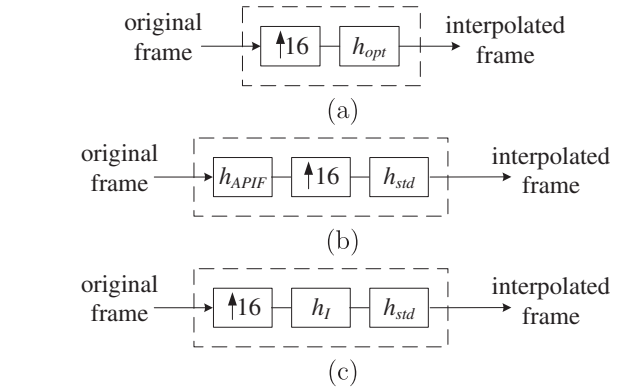 original frame
↑16
h_opt
interpolated frame
(a)
original frame
h_APIF
↑16
h_std
interpolated frame
(b)
original frame
↑16
h_I
h_std
interpolated frame
(c)